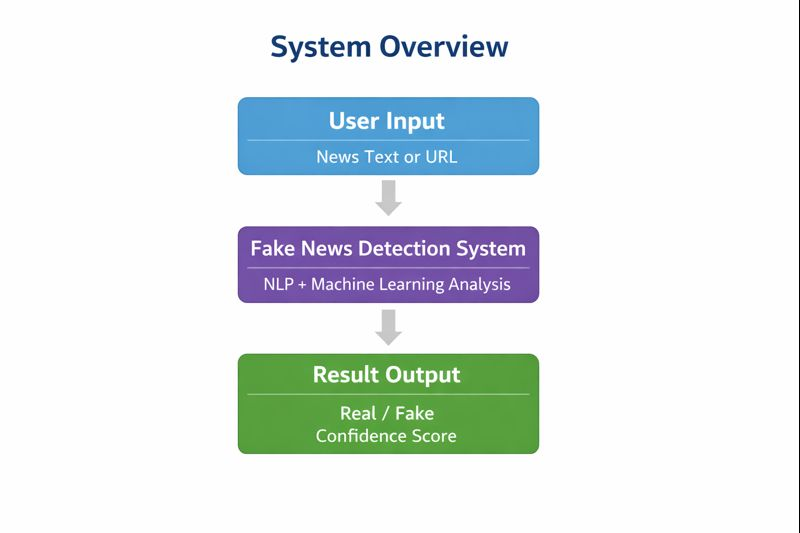 System Overview
User Input
News Text or URL
Fake News Detection System
NLP + Machine Learning Analysis
Result Output
Real / Fake
Confidence Score